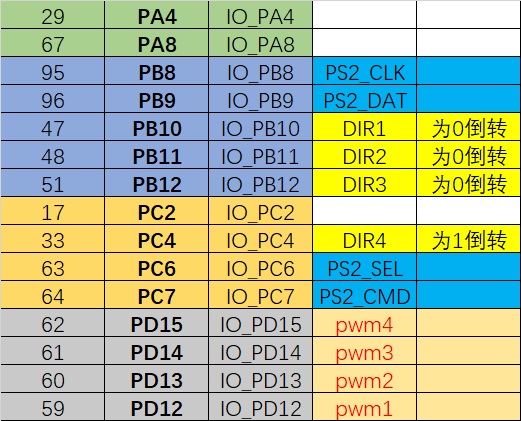 29 PA4 IO_PA4
67 PA8 IO_PA8
95 PB8 IO_PB8 PS2_CLK
96 PB9 IO_PB9 PS2_DAT
47 PB10 IO_PB10 DIR1 为0倒转
48 PB11 IO_PB11 DIR2 为0倒转
51 PB12 IO_PB12 DIR3 为0倒转
17 PC2 IO_PC2
33 PC4 IO_PC4 DIR4 为1倒转
63 PC6 IO_PC6 PS2_SEL
64 PC7 IO_PC7 PS2_CMD
62 PD15 IO_PD15 pwm4
61 PD14 IO_PD14 pwm3
60 PD13 IO_PD13 pwm2
59 PD12 IO_PD12 pwm1